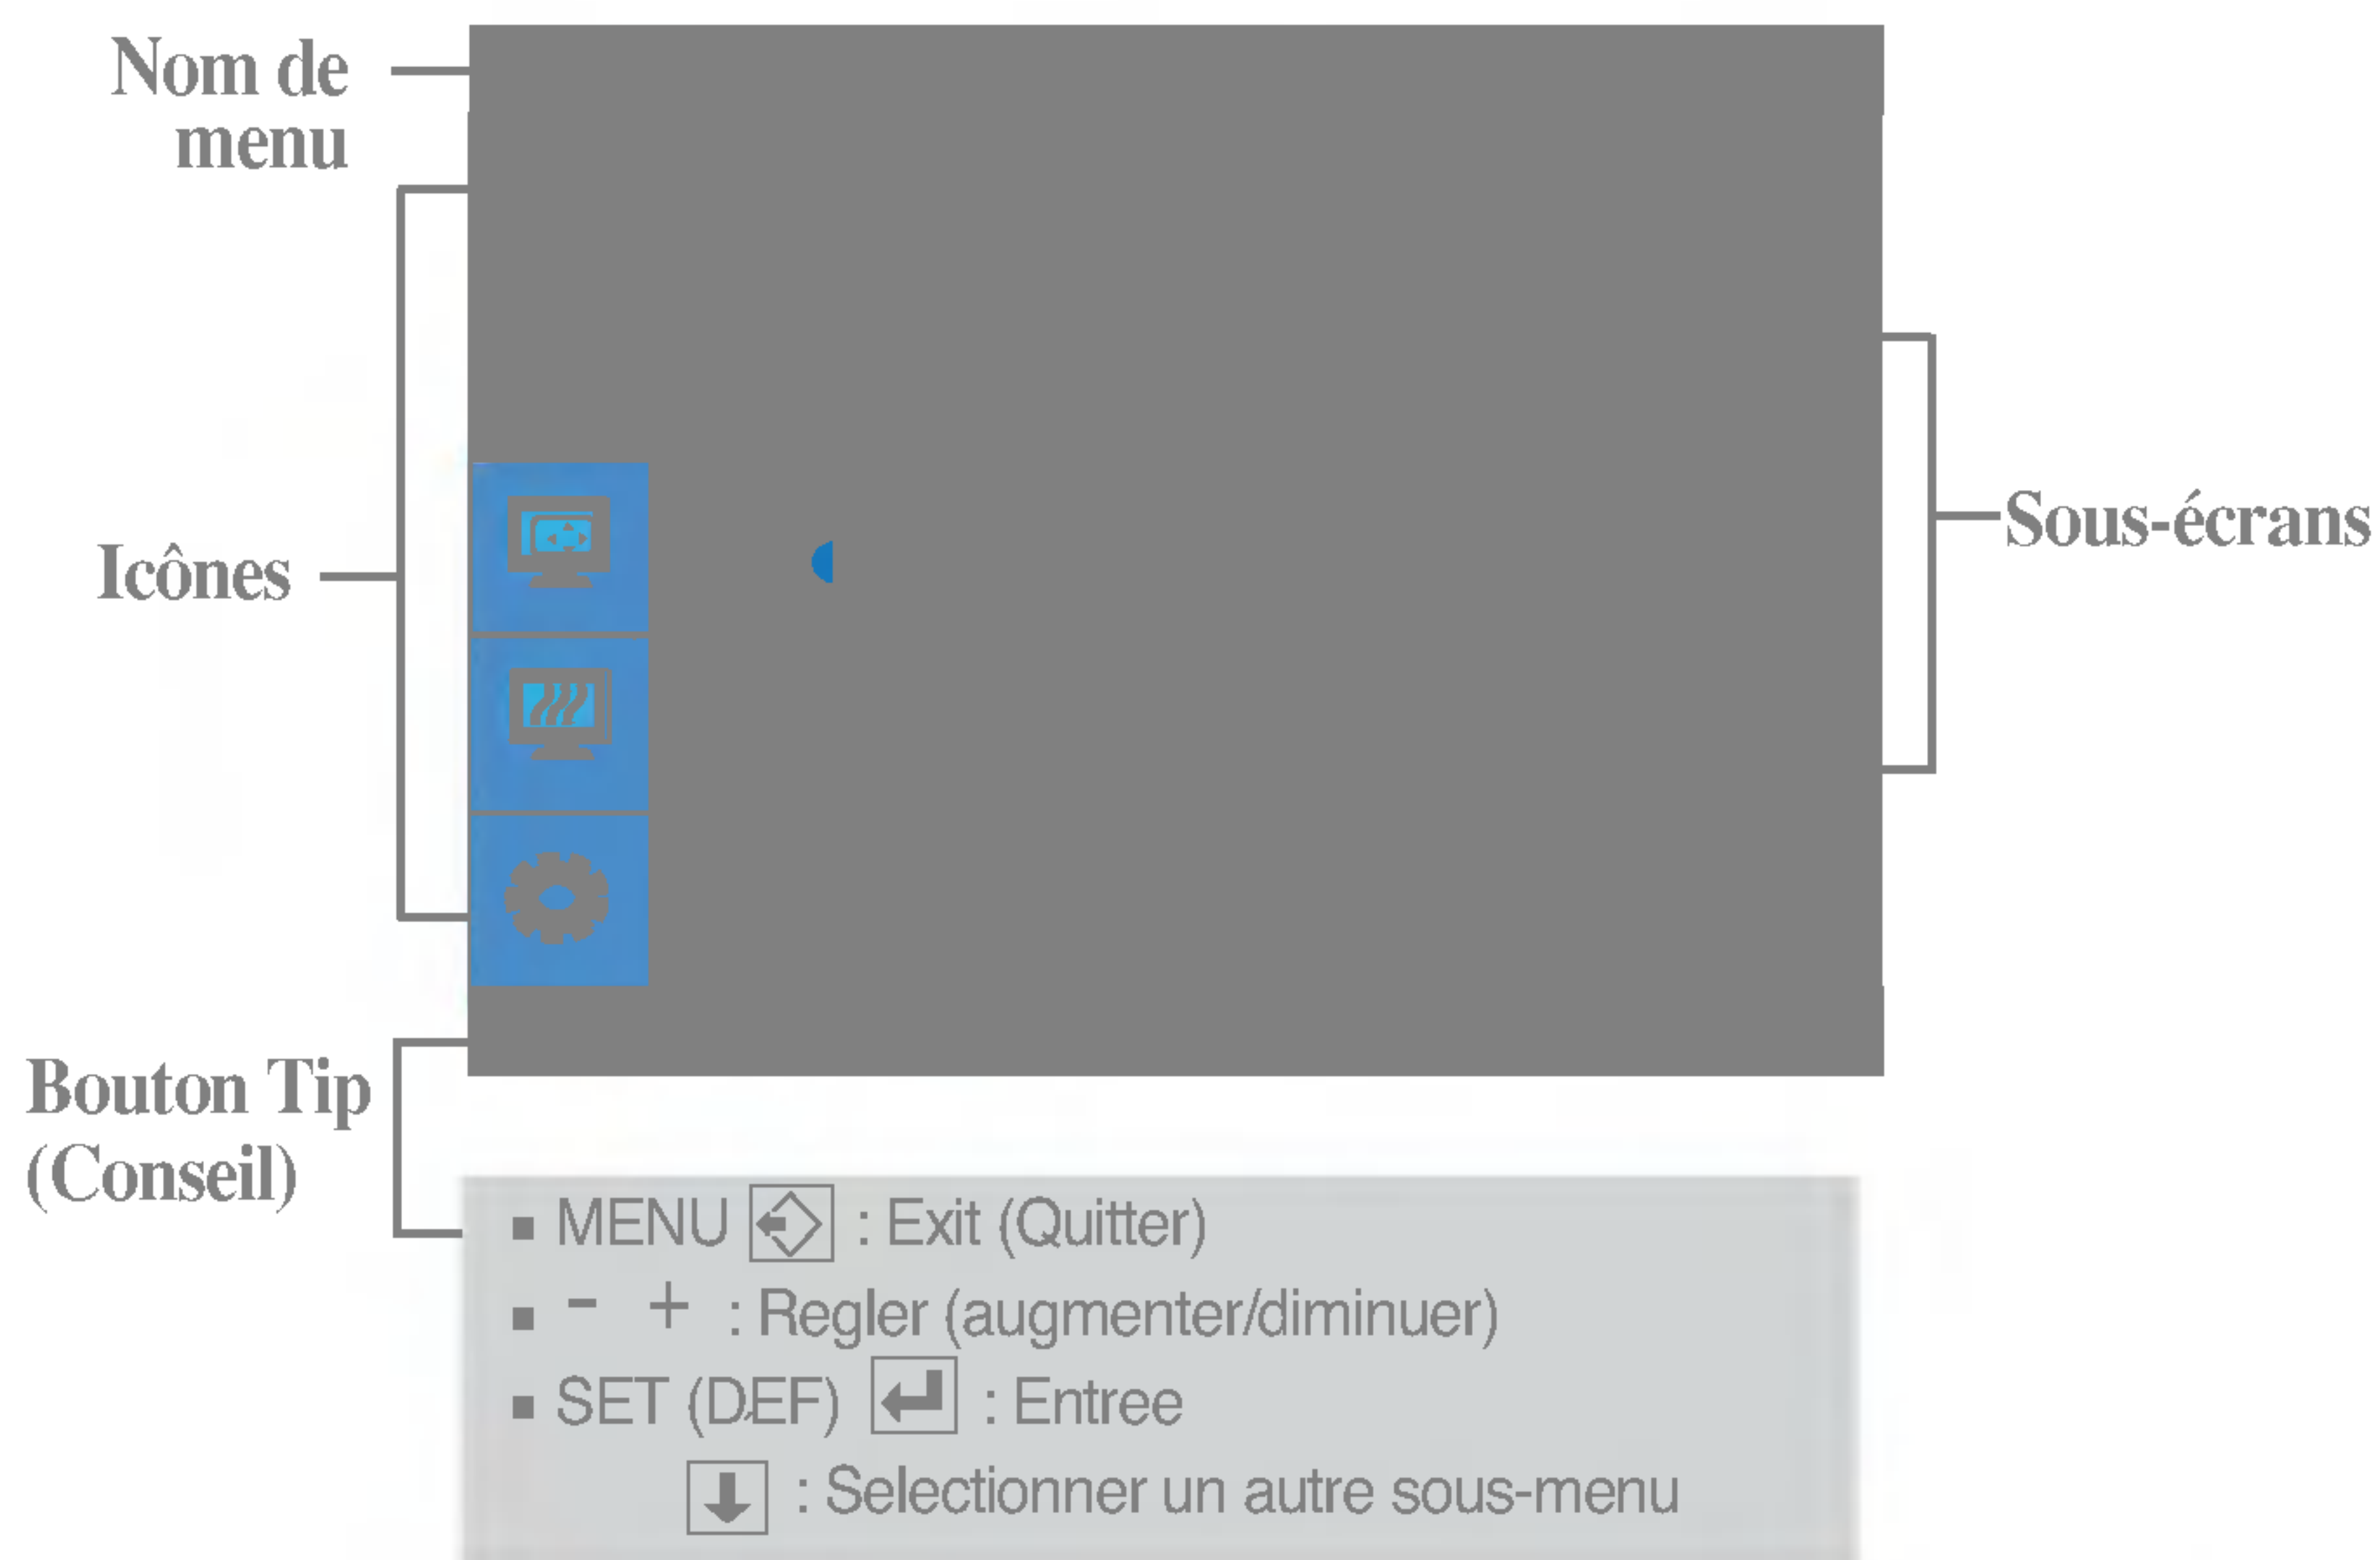 Nom de
menu
Icônes
Sous-écrans
Bouton Tip
(Conseil)
MENU : Exit (Quitter)
- + : Regler (augmenter/diminuer)
SET (DÉF) : Entree
: Selectionner un autre sous-menu